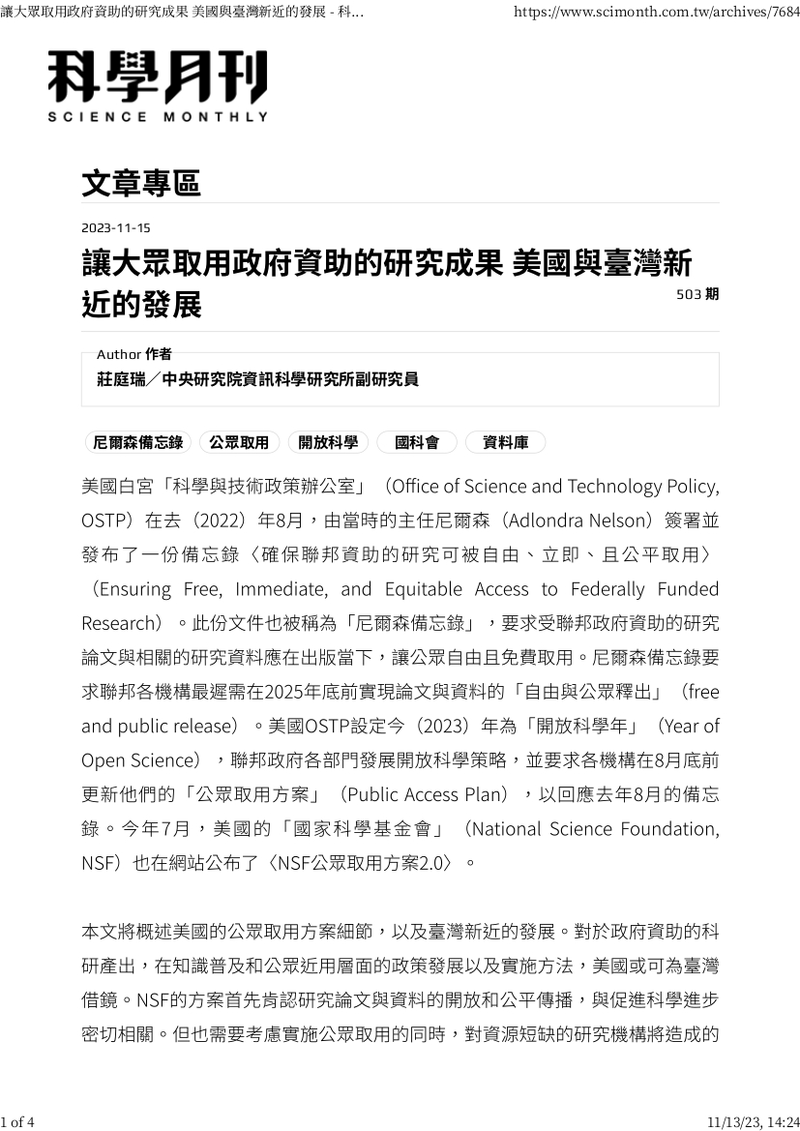 讓大眾取用政府資助的研究成果 美國與臺灣新近的發展 - 科...
https://www.scimonth.com.tw/archives/7684
科學月刊
SCIENCE MONTHLY
文章專區
2023-11-15
讓大眾取用政府資助的研究成果 美國與臺灣新
近的發展
503 期
Author 作者
莊庭瑞／中央研究院資訊科學研究所副研究員
尼爾森備忘錄 公眾取用 開放科學 國科會 資料庫
美國白宮「科學與技術政策辦公室」（Office of Science and Technology Policy,
OSTP）在去（2022）年8月，由當時的主任尼爾森（Adlondra Nelson）簽署並
發布了一份備忘錄〈確保聯邦資助的研究可被自由、立即、且公平取用〉
（Ensuring Free, Immediate, and Equitable Access to Federally Funded
Research）。此份文件也被稱為「尼爾森備忘錄」，要求受聯邦政府資助的研究
論文與相關的研究資料應在出版當下，讓公眾自由且免費取用。尼爾森備忘錄要
求聯邦各機構最遲需在2025年底前實現論文與資料的「自由與公眾釋出」（free
and public release）。美國OSTP設定今（2023）年為「開放科學年」（Year of
Open Science），聯邦政府各部門發展開放科學策略，並要求各機構在8月底前
更新他們的「公眾取用方案」（Public Access Plan），以回應去年8月的備忘
錄。今年7月，美國的「國家科學基金會」（National Science Foundation,
NSF）也在網站公布了〈NSF公眾取用方案2.0〉。
本文將概述美國的公眾取用方案細節，以及臺灣新近的發展。對於政府資助的科
研產出，在知識普及和公眾近用層面的政策發展以及實施方法，美國或可為臺灣
借鏡。NSF的方案首先肯認研究論文與資料的開放和公平傳播，與促進科學進步
密切相關。但也需要考慮實施公眾取用的同時，對資源短缺的研究機構將造成的
1 of 4
11/13/23, 14:24